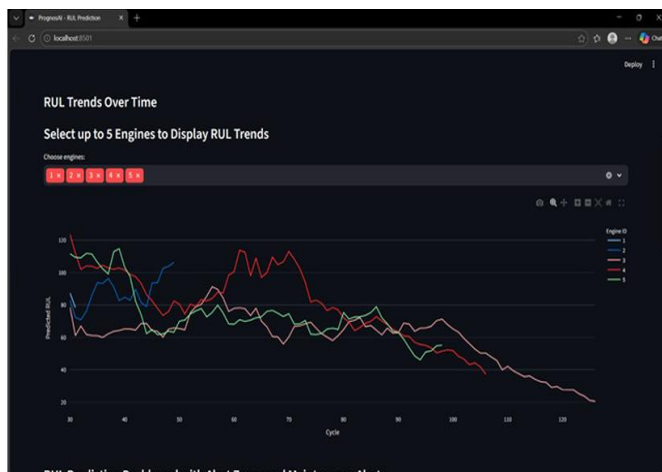 PrognosAI - RUL Prediction
localhost:8501
Chat
Deploy
RUL Trends Over Time
Select up to 5 Engines to Display RUL Trends
Choose engines:
1 × 2 × 3 × 4 × 5 ×
Engine ID
1
2
3
4
5
120
100
80
60
40
20
Predicted RUL
30 40 50 60 70 80 90 100 110 120
Cycle